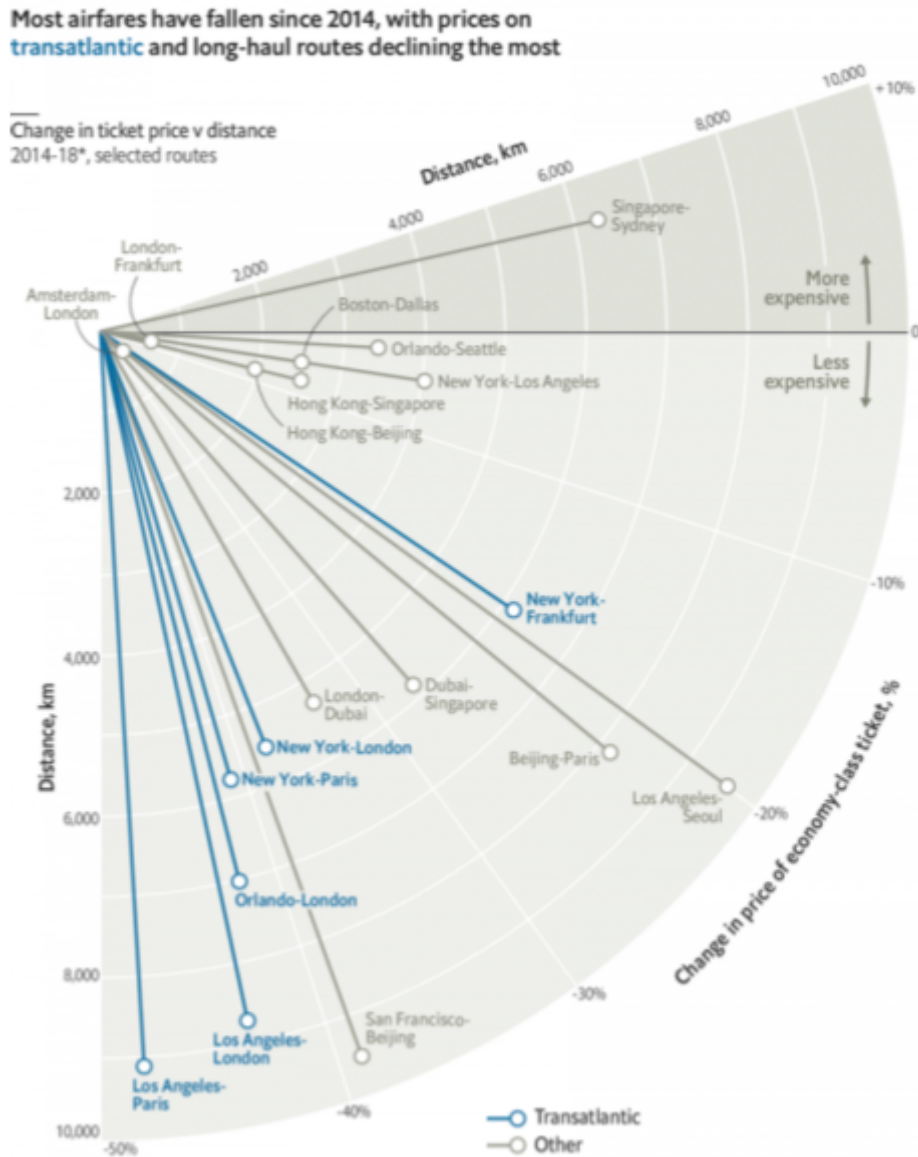 Most airfares have fallen since 2014, with prices on
transatlantic and long-haul routes declining the most
Change in ticket price v distance
2014-18*, selected routes
Distance, km
2,000
4,000
6,000
8,000
10,000
+10%
0
-10%
-20%
-30%
-40%
-50%
Change in price of economy-class ticket, %
More
expensive
Less
expensive
Singapore-
Sydney
London-
Frankfurt
Amsterdam-
London
Boston-Dallas
Orlando-Seattle
New York-Los Angeles
Hong Kong-Singapore
Hong Kong-Beijing
New York-
Frankfurt
Dubai-
Singapore
London-
Dubai
Beijing-Paris
Los Angeles-
Seoul
New York-London
New York-Paris
Orlando-London
San Francisco-
Beijing
Los Angeles-
London
Los Angeles-
Paris
Distance, km
2,000
4,000
6,000
8,000
10,000
Transatlantic
Other